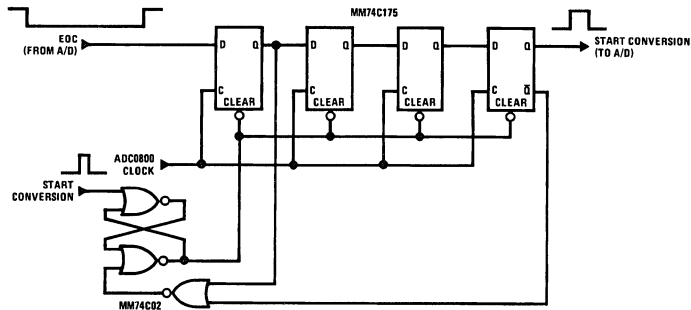 MM74C175
EOC
(FROM A/D)
D Q
D Q
D Q
D Q
START CONVERSION
(TO A/D)
C
C
C
C Q̅
CLEAR
CLEAR
CLEAR
CLEAR
ADC0800
CLOCK
START
CONVERSION
MM74C02